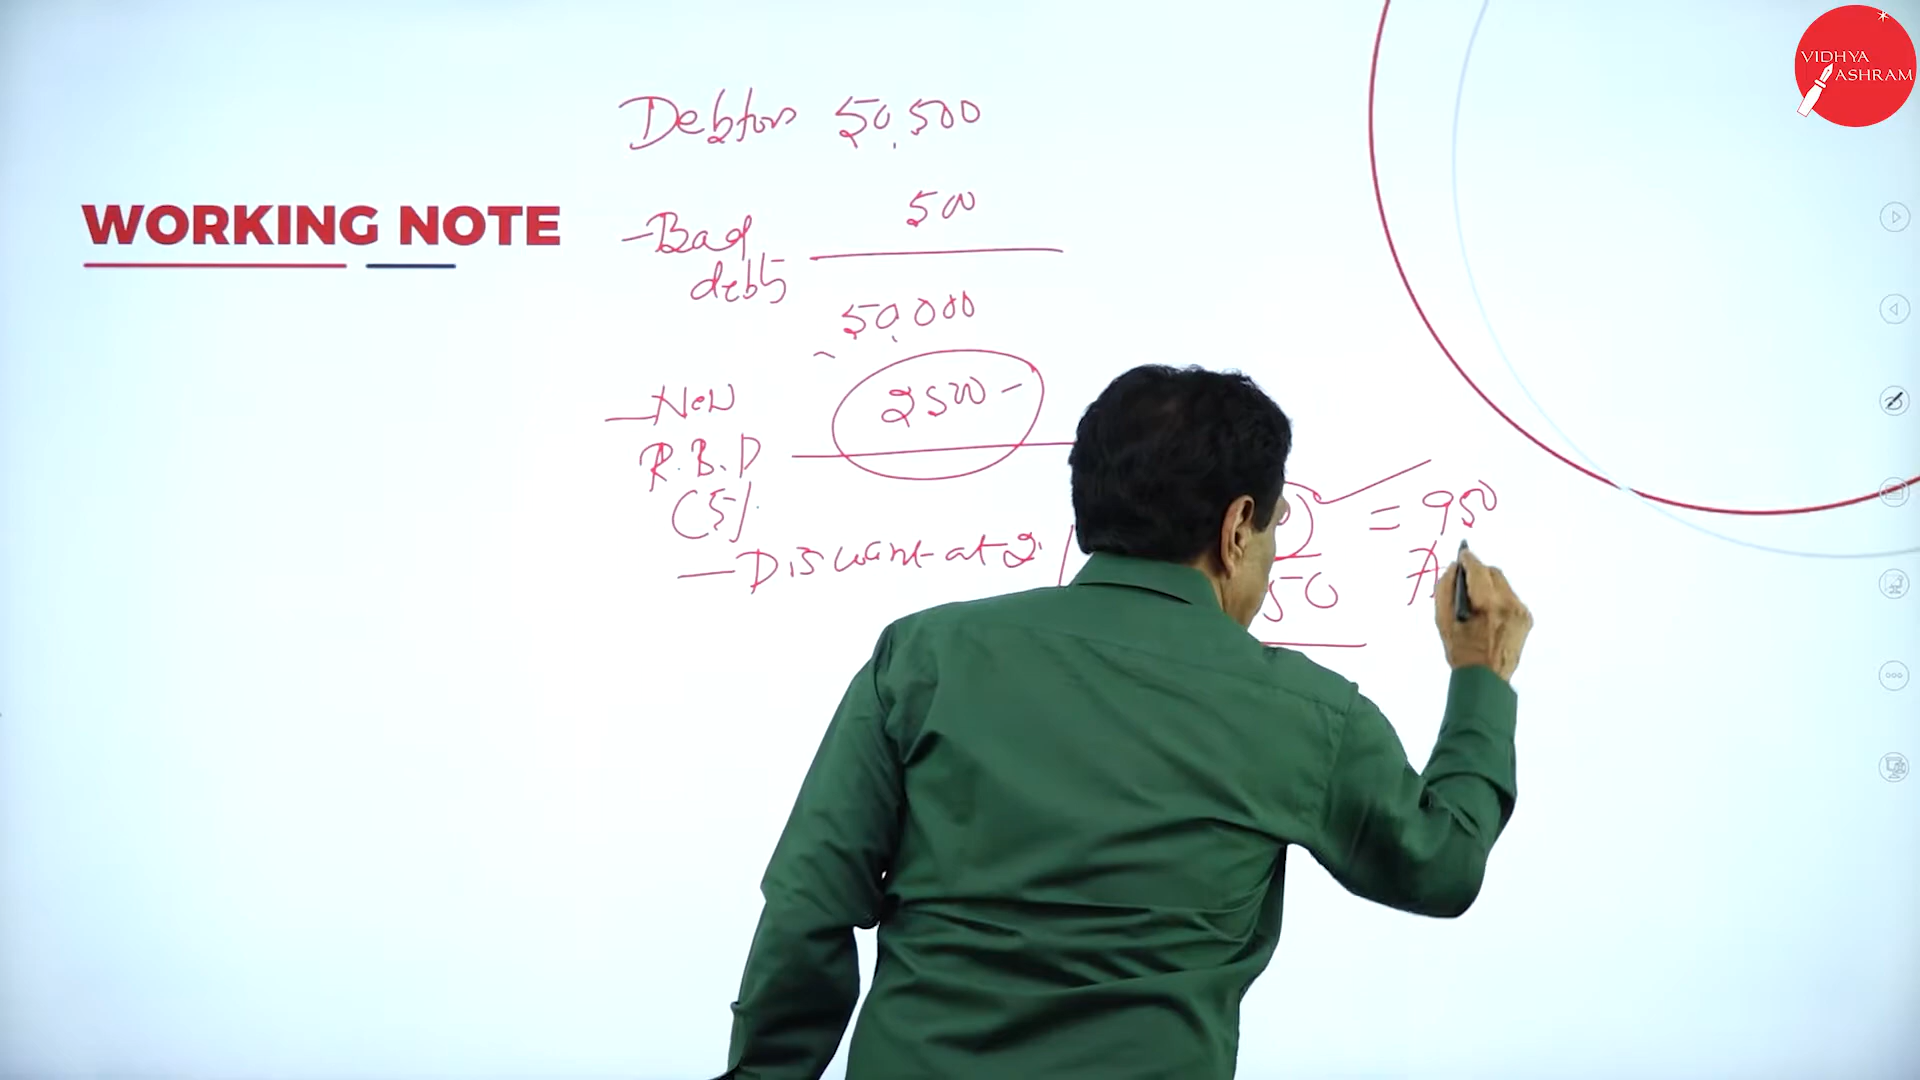 VIDHYA
ASHRAM
WORKING NOTE
Debtors 50,500
-Bad 500
debts
50,000
-New 2500-
R.B.D
(5%
-Discount at 2
= 950
50